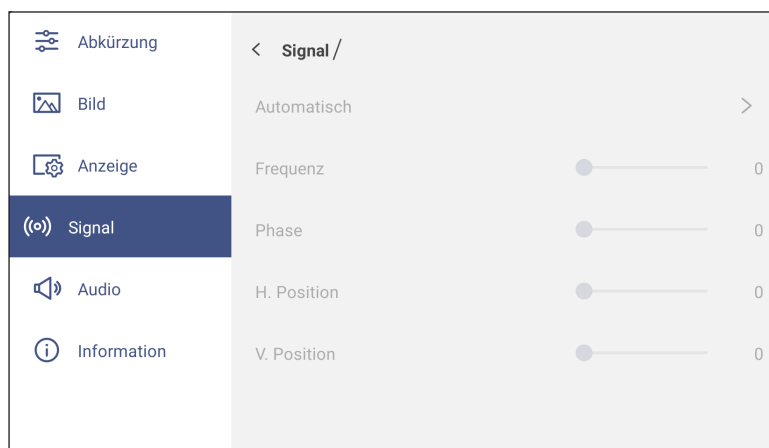 Abkürzung
Bild
Anzeige
Signal
Audio
Information
Signal /
Automatisch
Frequenz 0
Phase 0
H. Position 0
V. Position 0